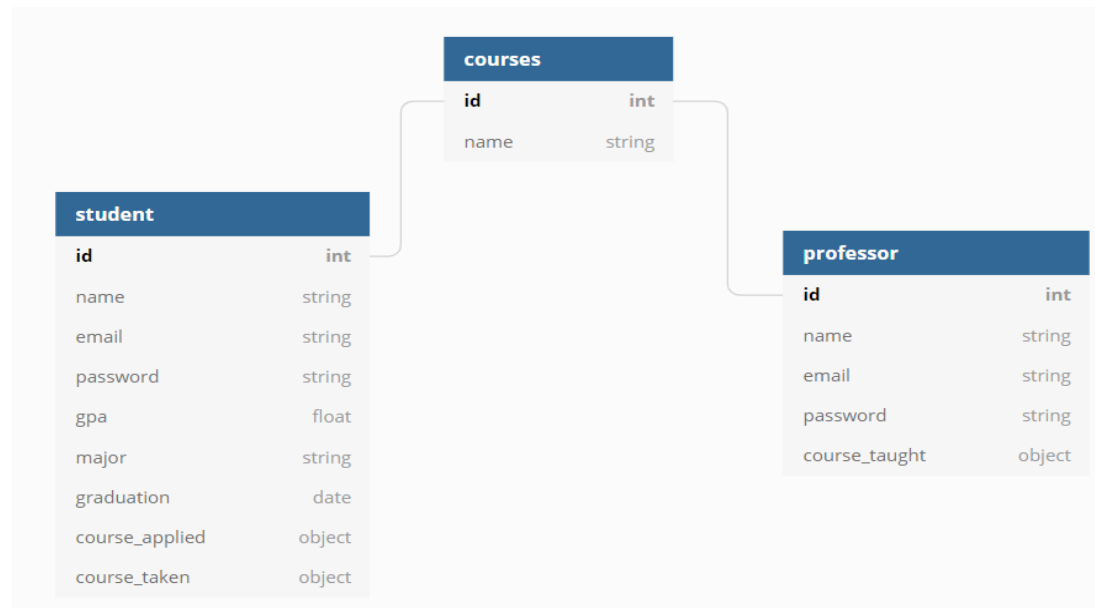 courses
id int
name string
student
id int
name string
email string
password string
gpa float
major string
graduation date
course_applied object
course_taken object
professor
id int
name string
email string
password string
course_taught object